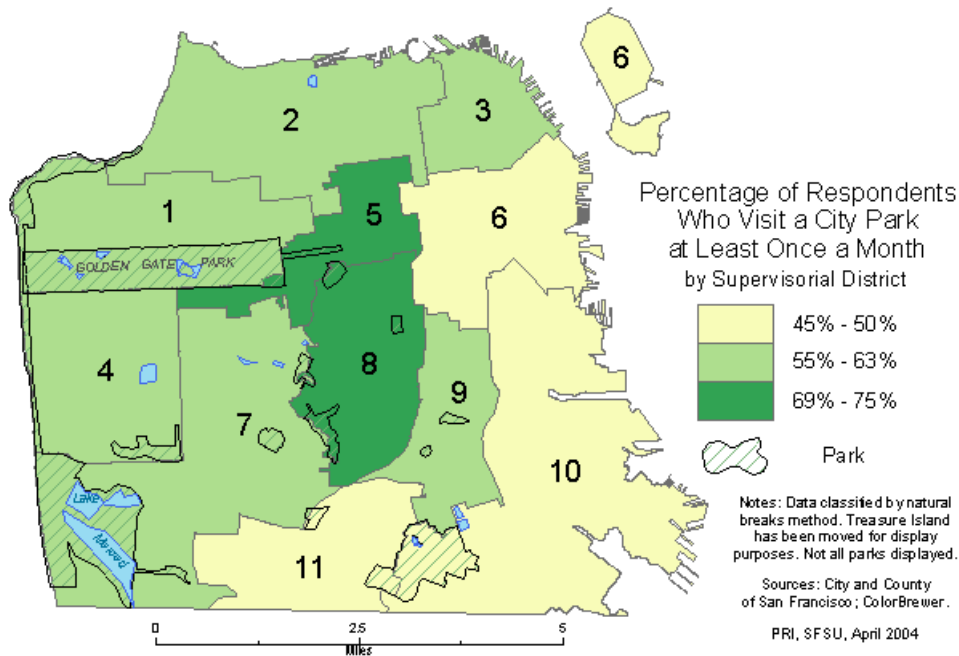 6
2
3
1
5
6
GOLDEN GATE PARK
4
8
9
7
10
11
Lake
Merced
Percentage of Respondents
Who Visit a City Park
at Least Once a Month
by Supervisorial District
45% - 50%
55% - 63%
69% - 75%
Park
Notes: Data classified by natural
breaks method. Treasure Island
has been moved for display
purposes. Not all parks displayed.
Sources: City and County
of San Francisco; ColorBrewer.
PRI, SFSU, April 2004
0 2.5 5
Miles